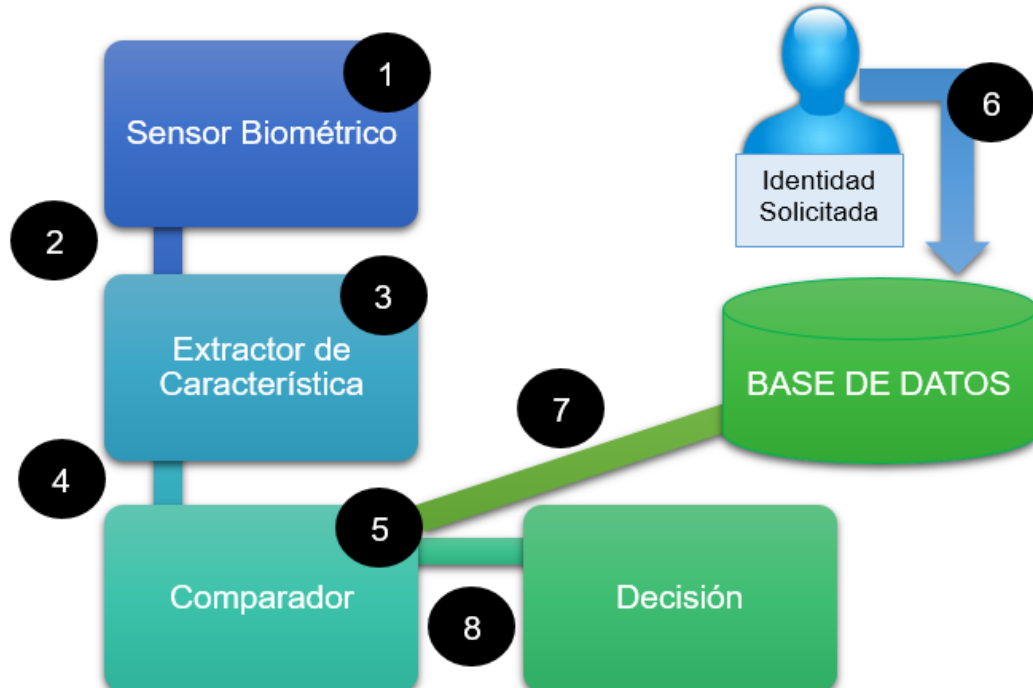 1
Sensor Biométrico
6
Identidad
Solicitada
2
3
Extractor de
Característica
BASE DE DATOS
7
4
5
Comparador
8
Decisión